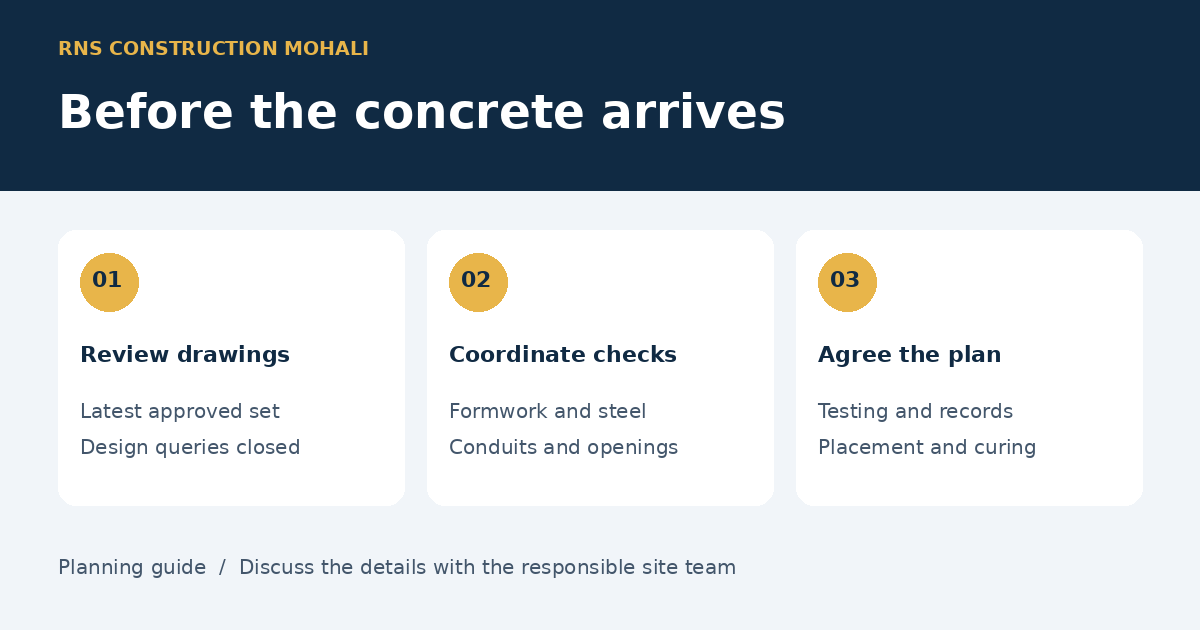 RNS CONSTRUCTION MOHALI
Before the concrete arrives
01
Review drawings
Latest approved set
Design queries closed
02
Coordinate checks
Formwork and steel
Conduits and openings
03
Agree the plan
Testing and records
Placement and curing
Planning guide / Discuss the details with the responsible site team